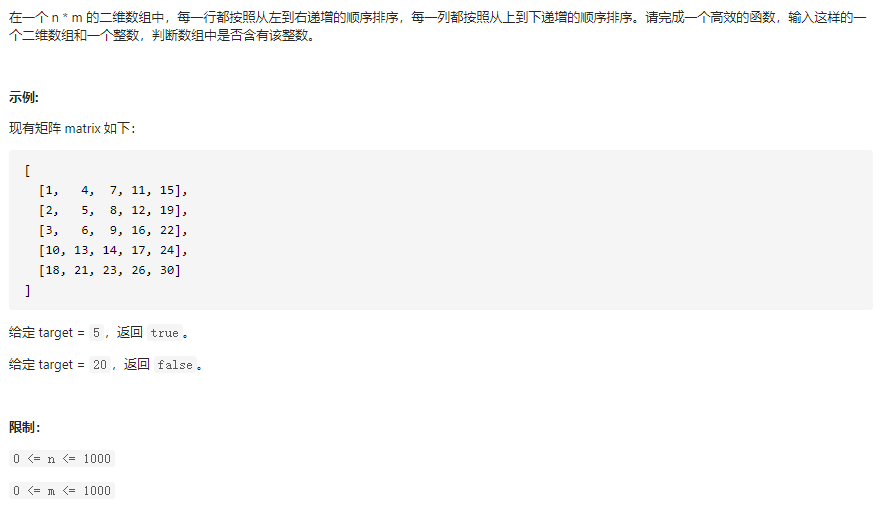 在一个 n * m 的二维数组中，每一行都按照从左到右递增的顺序排序，每一列都按照从上到下递增的顺序排序。请完成一个高效的函数，输入这样的一
个二维数组和一个整数，判断数组中是否含有该整数。
示例:
现有矩阵 matrix 如下：
[
  [1,   4,  7, 11, 15],
  [2,   5,  8, 12, 19],
  [3,   6,  9, 16, 22],
  [10, 13, 14, 17, 24],
  [18, 21, 23, 26, 30]
]
给定 target = 5，返回 true。
给定 target = 20，返回 false。
限制：
0 <= n <= 1000
0 <= m <= 1000